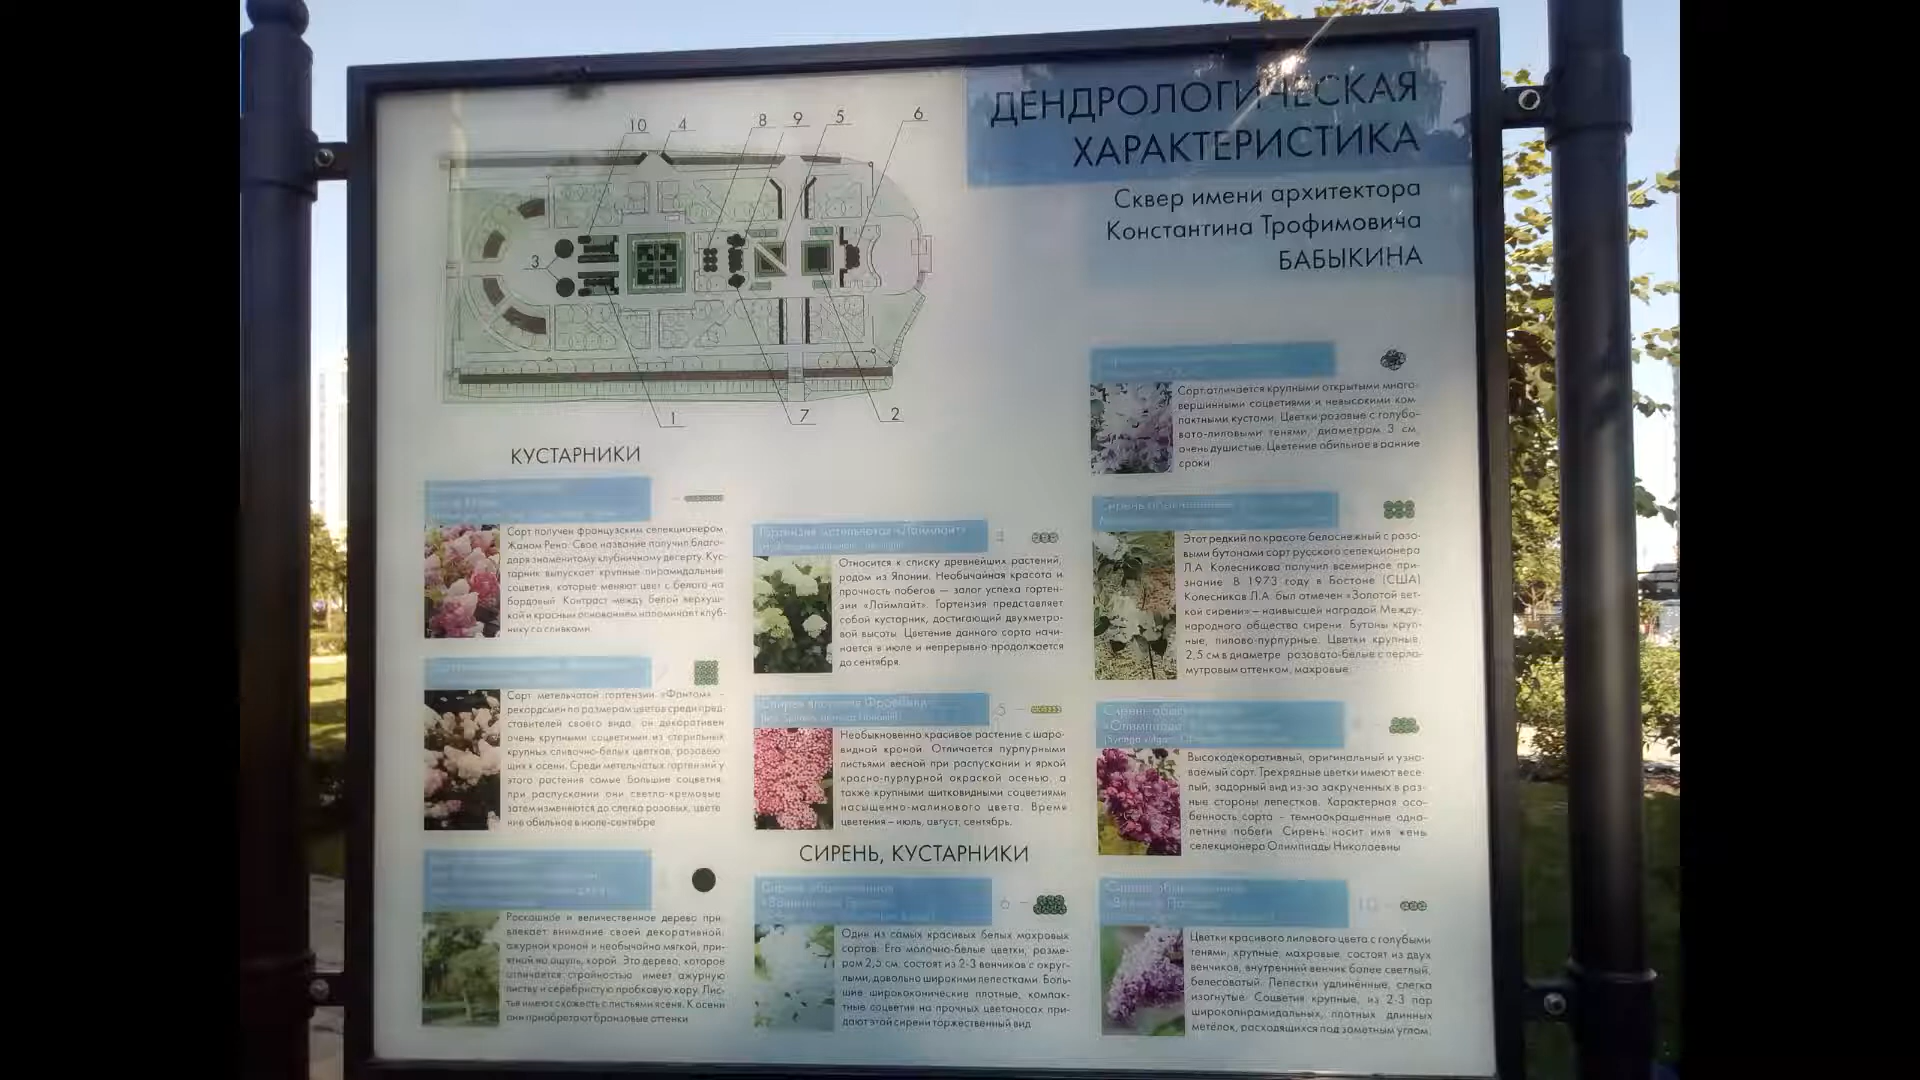 ДЕНДРОЛОГИЧЕСКАЯ
ХАРАКТЕРИСТИКА
Сквер имени архитектора
Константина Трофимовича
БАБЫКИНА
10
4
8
9
5
6
3
1
7
2
КУСТАРНИКИ
Сорт получен французским селекционером
Жаном Рено. Свое название получил благо-
даря знаменитому клубничному десерту. Кус-
тарник выпускает крупные пирамидальные
соцветия, которые меняют цвет с белого на
бордовый. Контраст между белой верхуш-
кой и красным основанием напоминает клуб-
нику со сливками.
Сорт метельчатой гортензии «Фантом» -
рекордсмен по размерам цветов среди пред-
ставителей своего вида, он декоративен
очень крупными соцветиями из стерильных
крупных сливочно-белых цветков, розовею-
щих к осени. Среди метельчатых гортензий у
этого растения самые большие соцветия,
при распускании они светло-кремовые,
затем изменяются до слегка розовых, цвете
ние обильное в июле-сентябре
Роскошное и величественное дерево при-
влекает внимание своей декоративной
ажурной кроной и необычайно мягкой, при-
ятной на ощупь, корой. Это дерево, которое
отличается стройностью имеет ажурную
листву и серебристую пробковую кору. Лис-
тья имеют схожесть с листьями ясеня. К осени
они приобретают бронзовые оттенки
Гортензия метельчатая «Лаймлайт»
Относится к списку древнейших растений,
родом из Японии. Необычайная красота и
прочность побегов — залог успеха гортен-
зии «Лаймлайт». Гортензия представляет
собой кустарник, достигающий двухметро-
вой высоты. Цветение данного сорта начи-
нается в июле и непрерывно продолжается
до сентября.
Спирея японская Фробели
5
Необыкновенно красивое растение с шаро-
видной кроной. Отличается пурпурными
листьями весной при распускании и яркой
красно-пурпурной окраской осенью, а
также крупными щитковидными соцветиями
насыщенно-малинового цвета. Время
цветения – июль, август, сентябрь.
СИРЕНЬ, КУСТАРНИКИ
Сирень обыкновенная
6 –
Один из самых красивых белых махровых
сортов. Его молочно-белые цветки, разме-
ром 2,5 см, состоят из 2-3 венчиков с округ-
лыми, довольно широкими лепестками. Боль-
шие ширококонические плотные, компак-
тные соцветия на прочных цветоносах при-
дают этой сирени торжественный вид
Сорт отличается крупными открытыми много-
вершинными соцветиями и невысокими ком
пактными кустами. Цветки розовые с голубо-
вато-лиловыми тенями, диаметром 3 см,
очень душистые. Цветение обильное в ранние
сроки
Сирень обыкновенная
Этот редкий по красоте белоснежный с розо-
выми бутонами сорт русского селекционера
Л.А. Колесникова получил всемирное при-
знание. В 1973 году в Бостоне (США)
Колесников Л.А. был отмечен «Золотой вет-
кой сирени» – наивысшей наградой Между-
народного общества сирени. Бутоны круп-
ные, лилово-пурпурные. Цветки крупные,
2,5 см в диаметре розовато-белые с перла-
мутровым оттенком, махровые.
Сирень
«Олимпиада
Высокодекоративный, оригинальный и узна-
ваемый сорт. Трехрядные цветки имеют весе-
лый, задорный вид из-за закрученных в раз-
ные стороны лепестков. Характерная осо-
бенность сорта - темноокрашенные одно-
летние побеги. Сирень носит имя жены
селекционера Олимпиады Николаевны
Сирень обыкновенная
10 –
Цветки красивого лилового цвета с голубыми
тенями, крупные, махровые, состоят из двух
венчиков, внутренний венчик более светлый,
белесоватый. Лепестки удлинённые, слегка
изогнутые. Соцветия крупные, из 2-3 пар
широкопирамидальных, плотных длинных
метёлок, расходящихся под заметным углом.